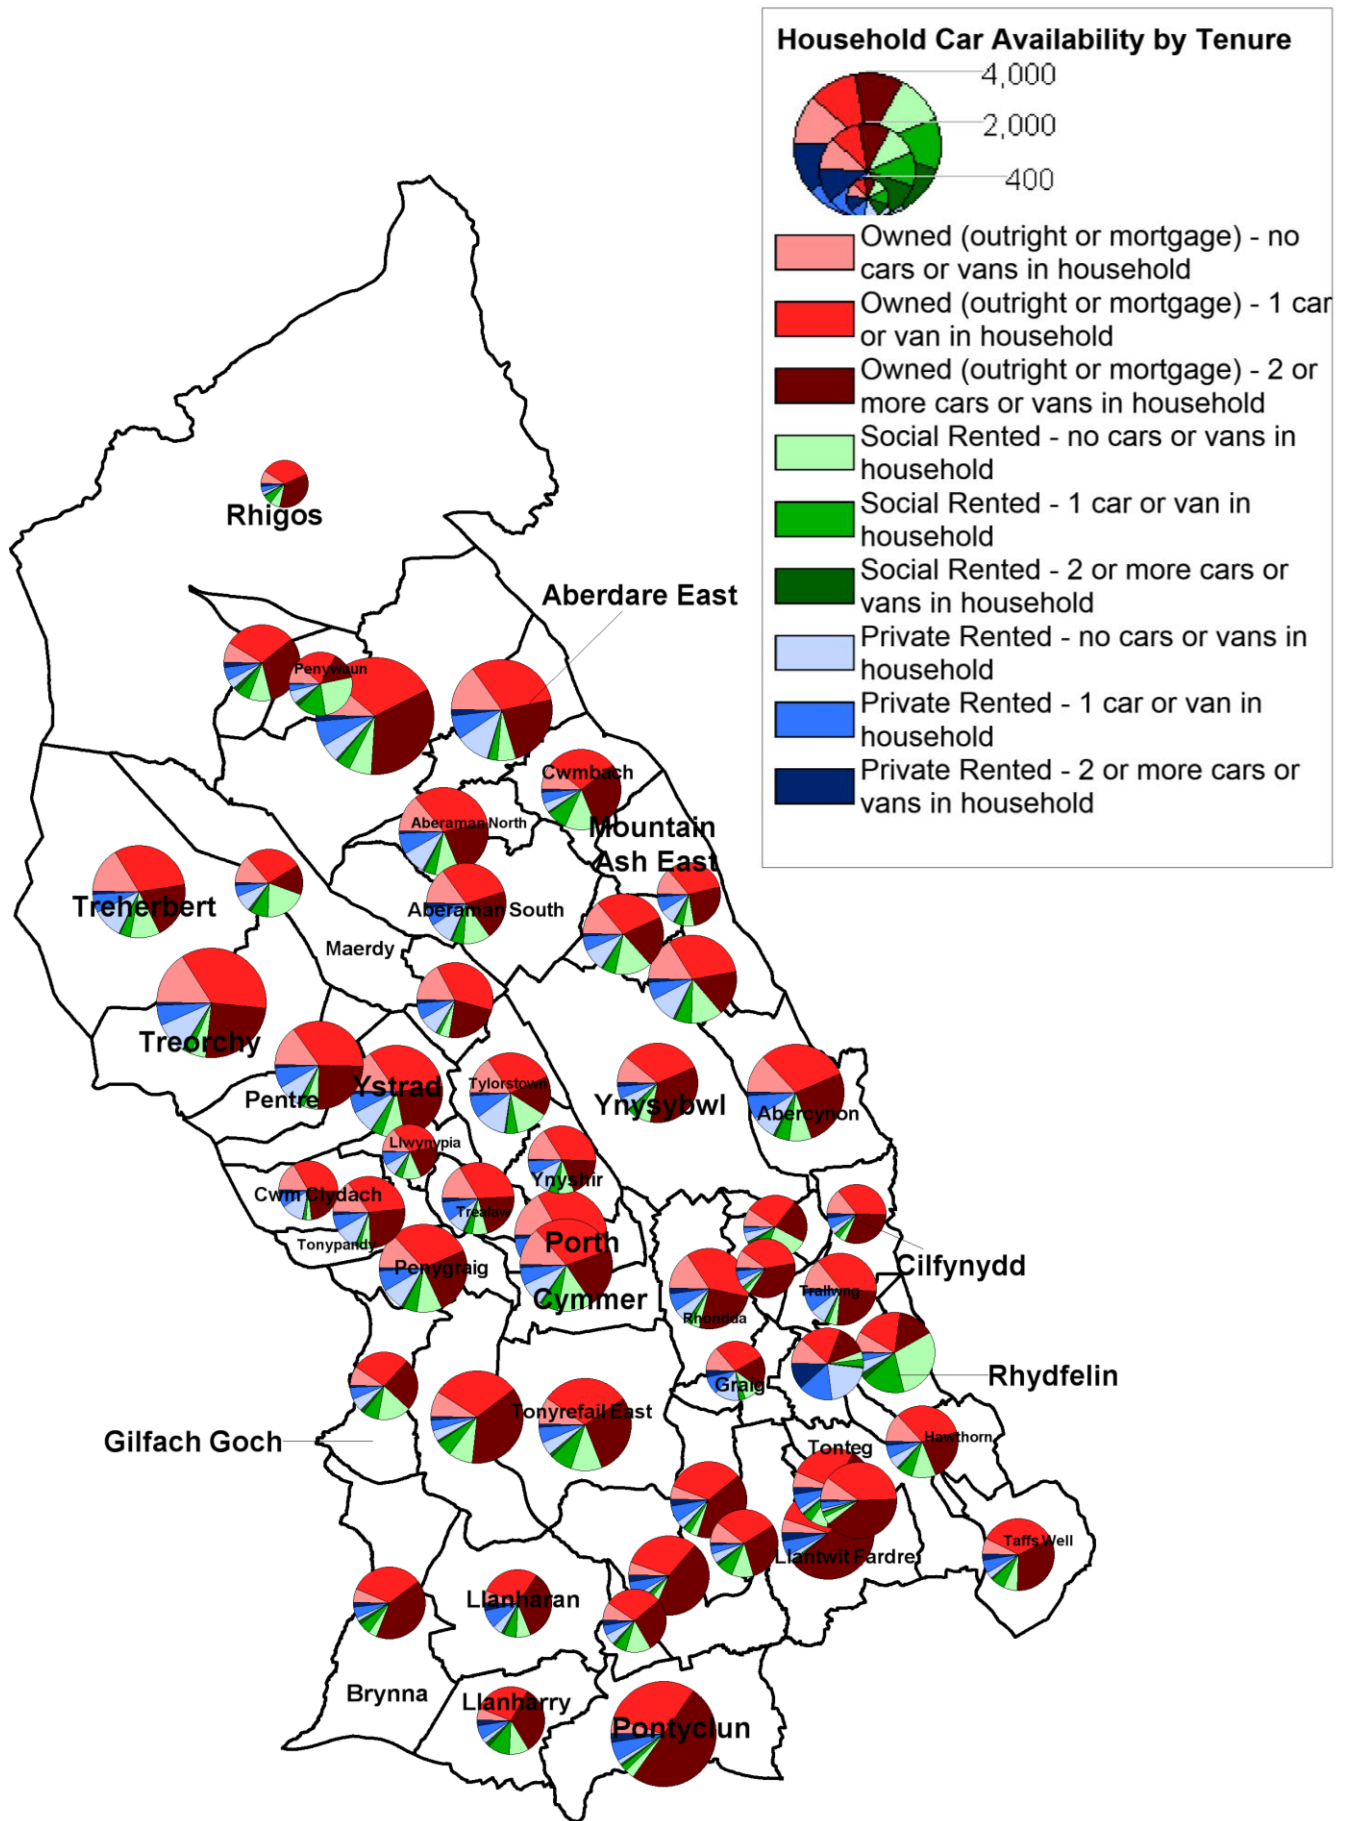 Household Car Availability by Tenure
4,000
2,000
400
Owned (outright or mortgage) - no
cars or vans in household
Owned (outright or mortgage) - 1 car
or van in household
Owned (outright or mortgage) - 2 or
more cars or vans in household
Social Rented - no cars or vans in
household
Social Rented - 1 car or van in
household
Social Rented - 2 or more cars or
vans in household
Private Rented - no cars or vans in
household
Private Rented - 1 car or van in
household
Private Rented - 2 or more cars or
vans in household
Rhigos
Aberdare East
Penywaun
Cwmbach
Aberaman North
Mountain
Ash East
Treherbert
Aberaman South
Maerdy
Treorchy
Pentre
Ystrad
Tylorstown
Ynysybwl
Abercynon
Llwynypia
Cwm Clydach
Ynyshir
Trealaw
Tonypandy
Porth
Penygraig
Cilfynydd
Cymmer
Trallwng
Rhondda
Graig
Rhydfelin
Tonyrefail East
Gilfach Goch
Tonteg
Hawthorn
Taffs Well
Llantwit Fardre
Llanharan
Brynna
Llanharry
Pontyclun